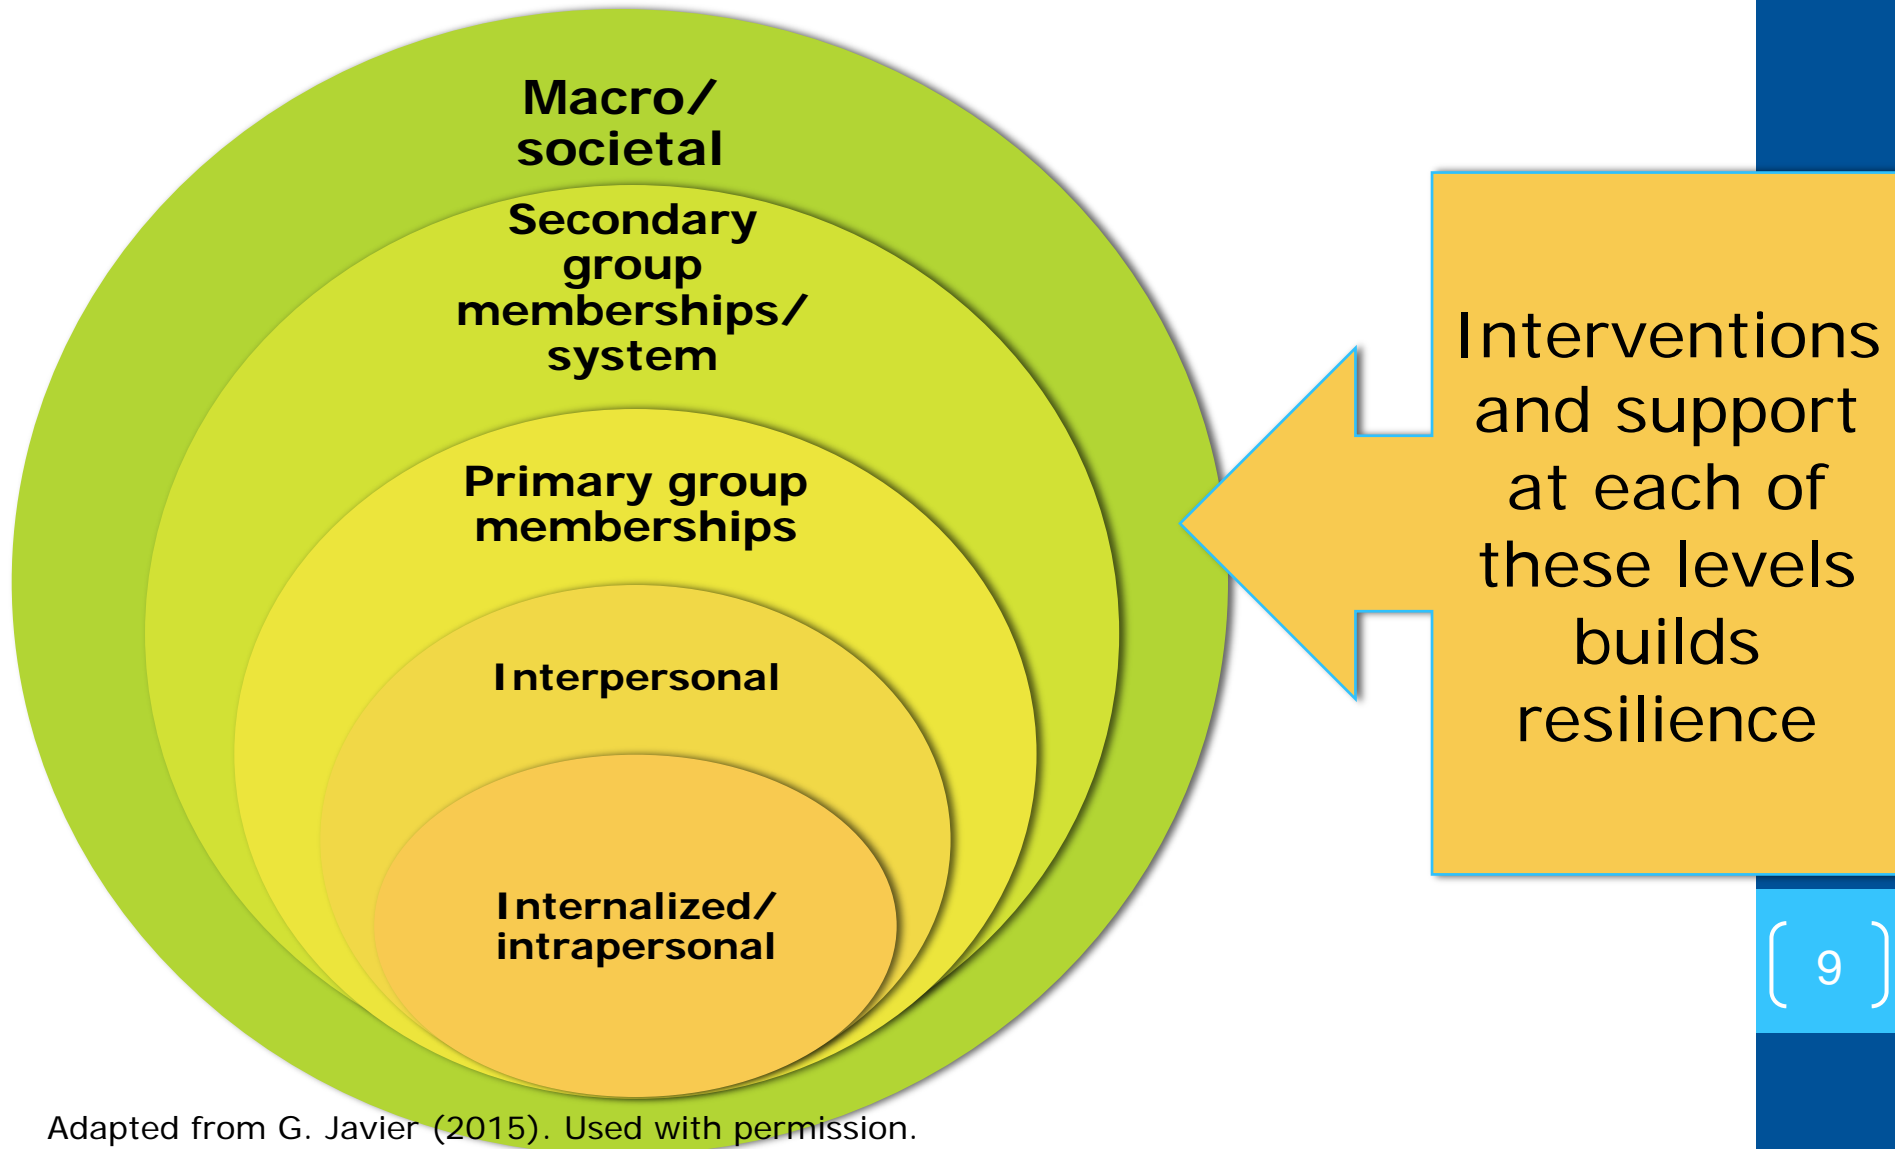 Macro/
societal
Secondary
group
memberships/
system
Primary group
memberships
Interpersonal
Internalized/
intrapersonal
Interventions
and support
at each of
these levels
builds
resilience
9
Adapted from G. Javier (2015). Used with permission.